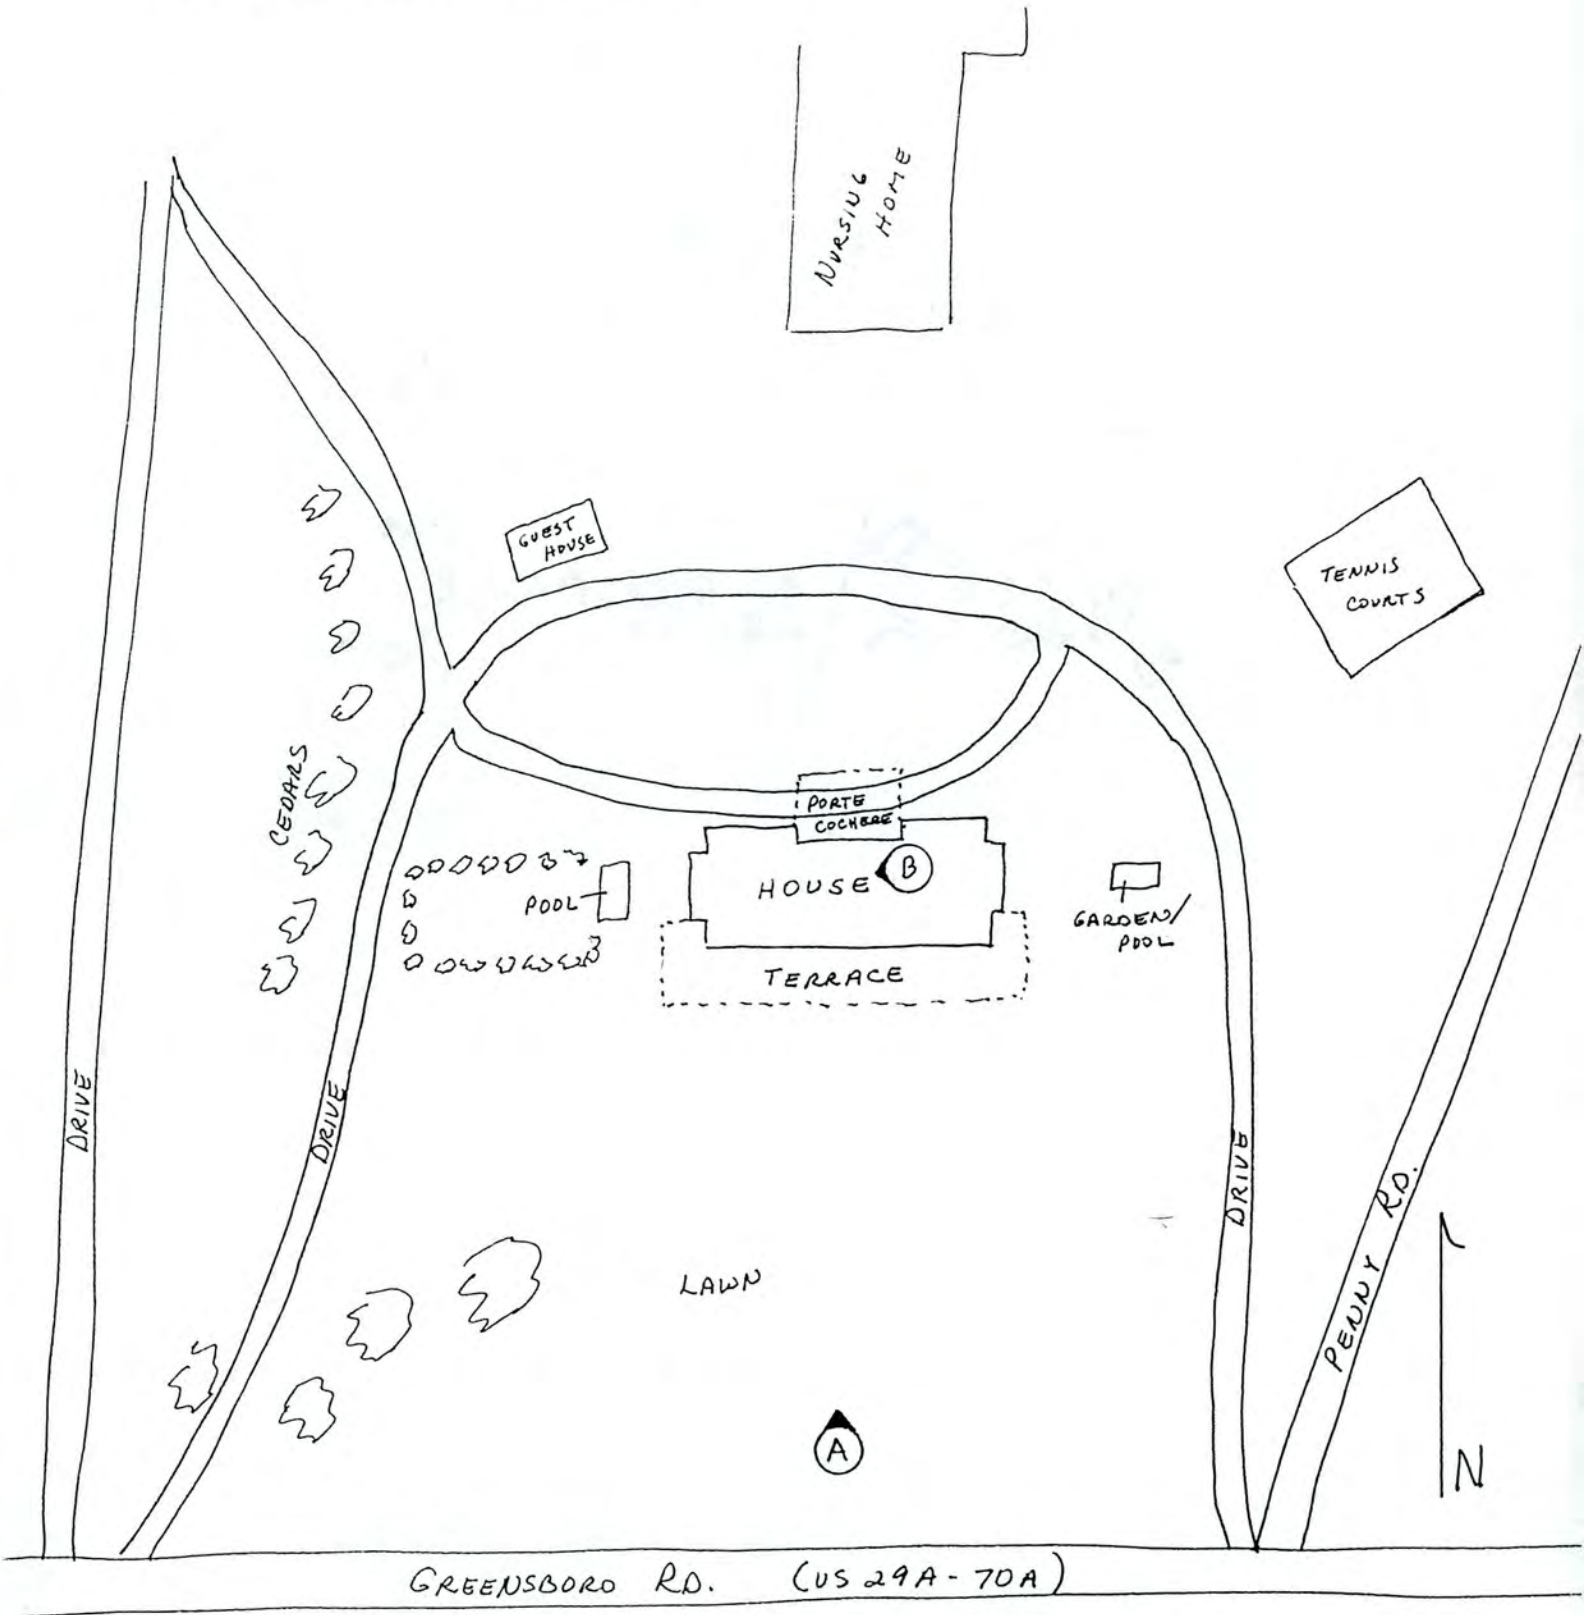 NURSING
HOME
GUEST
HOUSE
TENNIS
COURTS
CEDARS
PORTE
COCHERE
HOUSE
B
POOL
GARDEN/
POOL
TERRACE
DRIVE
DRIVE
DRIVE
PENNY RD.
LAWN
A
N
GREENSBORO RD. (US 29A-70A)